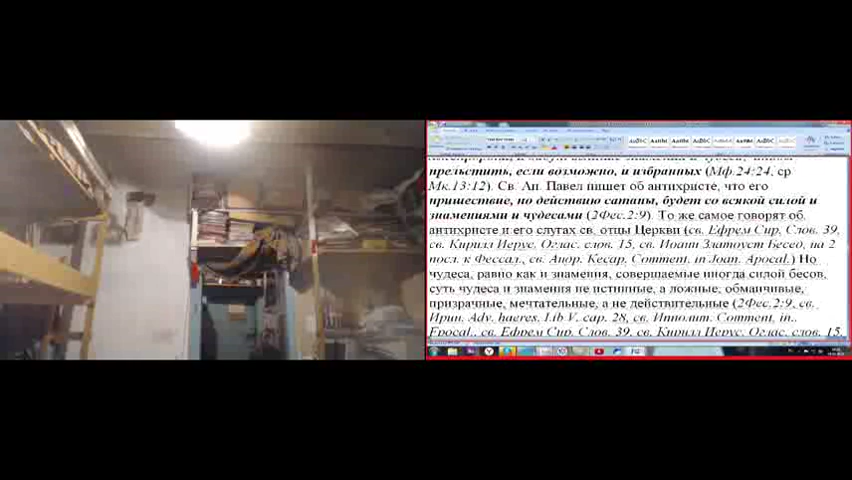 прельстить, если возможно, и избранных (Мф.24:24, ср
Мк.13:12). Св. Ап. Павел пишет об антихристе, что его
пришествие, по действию сатаны, будет со всякой силой и
знамениями и чудесами (2Фес.2:9). То же самое говорят об
антихристе и его слугах св. отцы Церкви (св. Ефрем Сир. Слов. 39,
св. Кирилл Иерус. Оглас. слов. 15, св. Иоанн Златоуст Бесед. на 2
посл. к Фессал., св. Андр. Кесар. Comment. in Joan. Apocal.) Но
чудеса, равно как и знамения, совершаемые иногда силой бесов,
суть чудеса и знамения не истинные, а ложные, обманчивые,
призрачные, мечтательные, а не действительные (2Фес.2:9, св.
Ирин. Adv. haeres. Lib V. cap. 28, св. Ипполит. Comment, in..
Epocal.. св. Ефрем Сир. Слов. 39, св. Кирилл Иерус. Оглас. слов. 15.